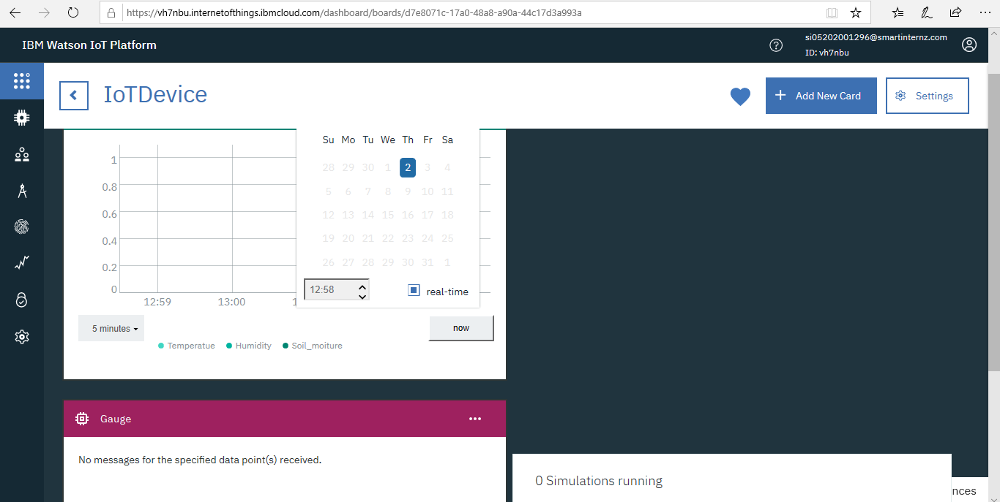 https://vh7nbu.internetofthings.ibmcloud.com/dashboard/boards/d7e8071c-17a0-48a8-a90a-44c17d3a993a
IBM Watson IoT Platform
si05202001296@smartinternz.com
ID: vh7nbu
IoTDevice
Add New Card
Settings
Su Mo Tu We Th Fr Sa
28 29 30 1 2 3 4
5 6 7 8 9 10 11
12 13 14 15 16 17 18
19 20 21 22 23 24 25
26 27 28 29 30 31 1
12:58
real-time
1
0.8
0.6
0.4
0.2
0
12:59 13:00 1
5 minutes
now
Temperatue Humidity Soil_moiture
Gauge
No messages for the specified data point(s) received.
0 Simulations running
nces